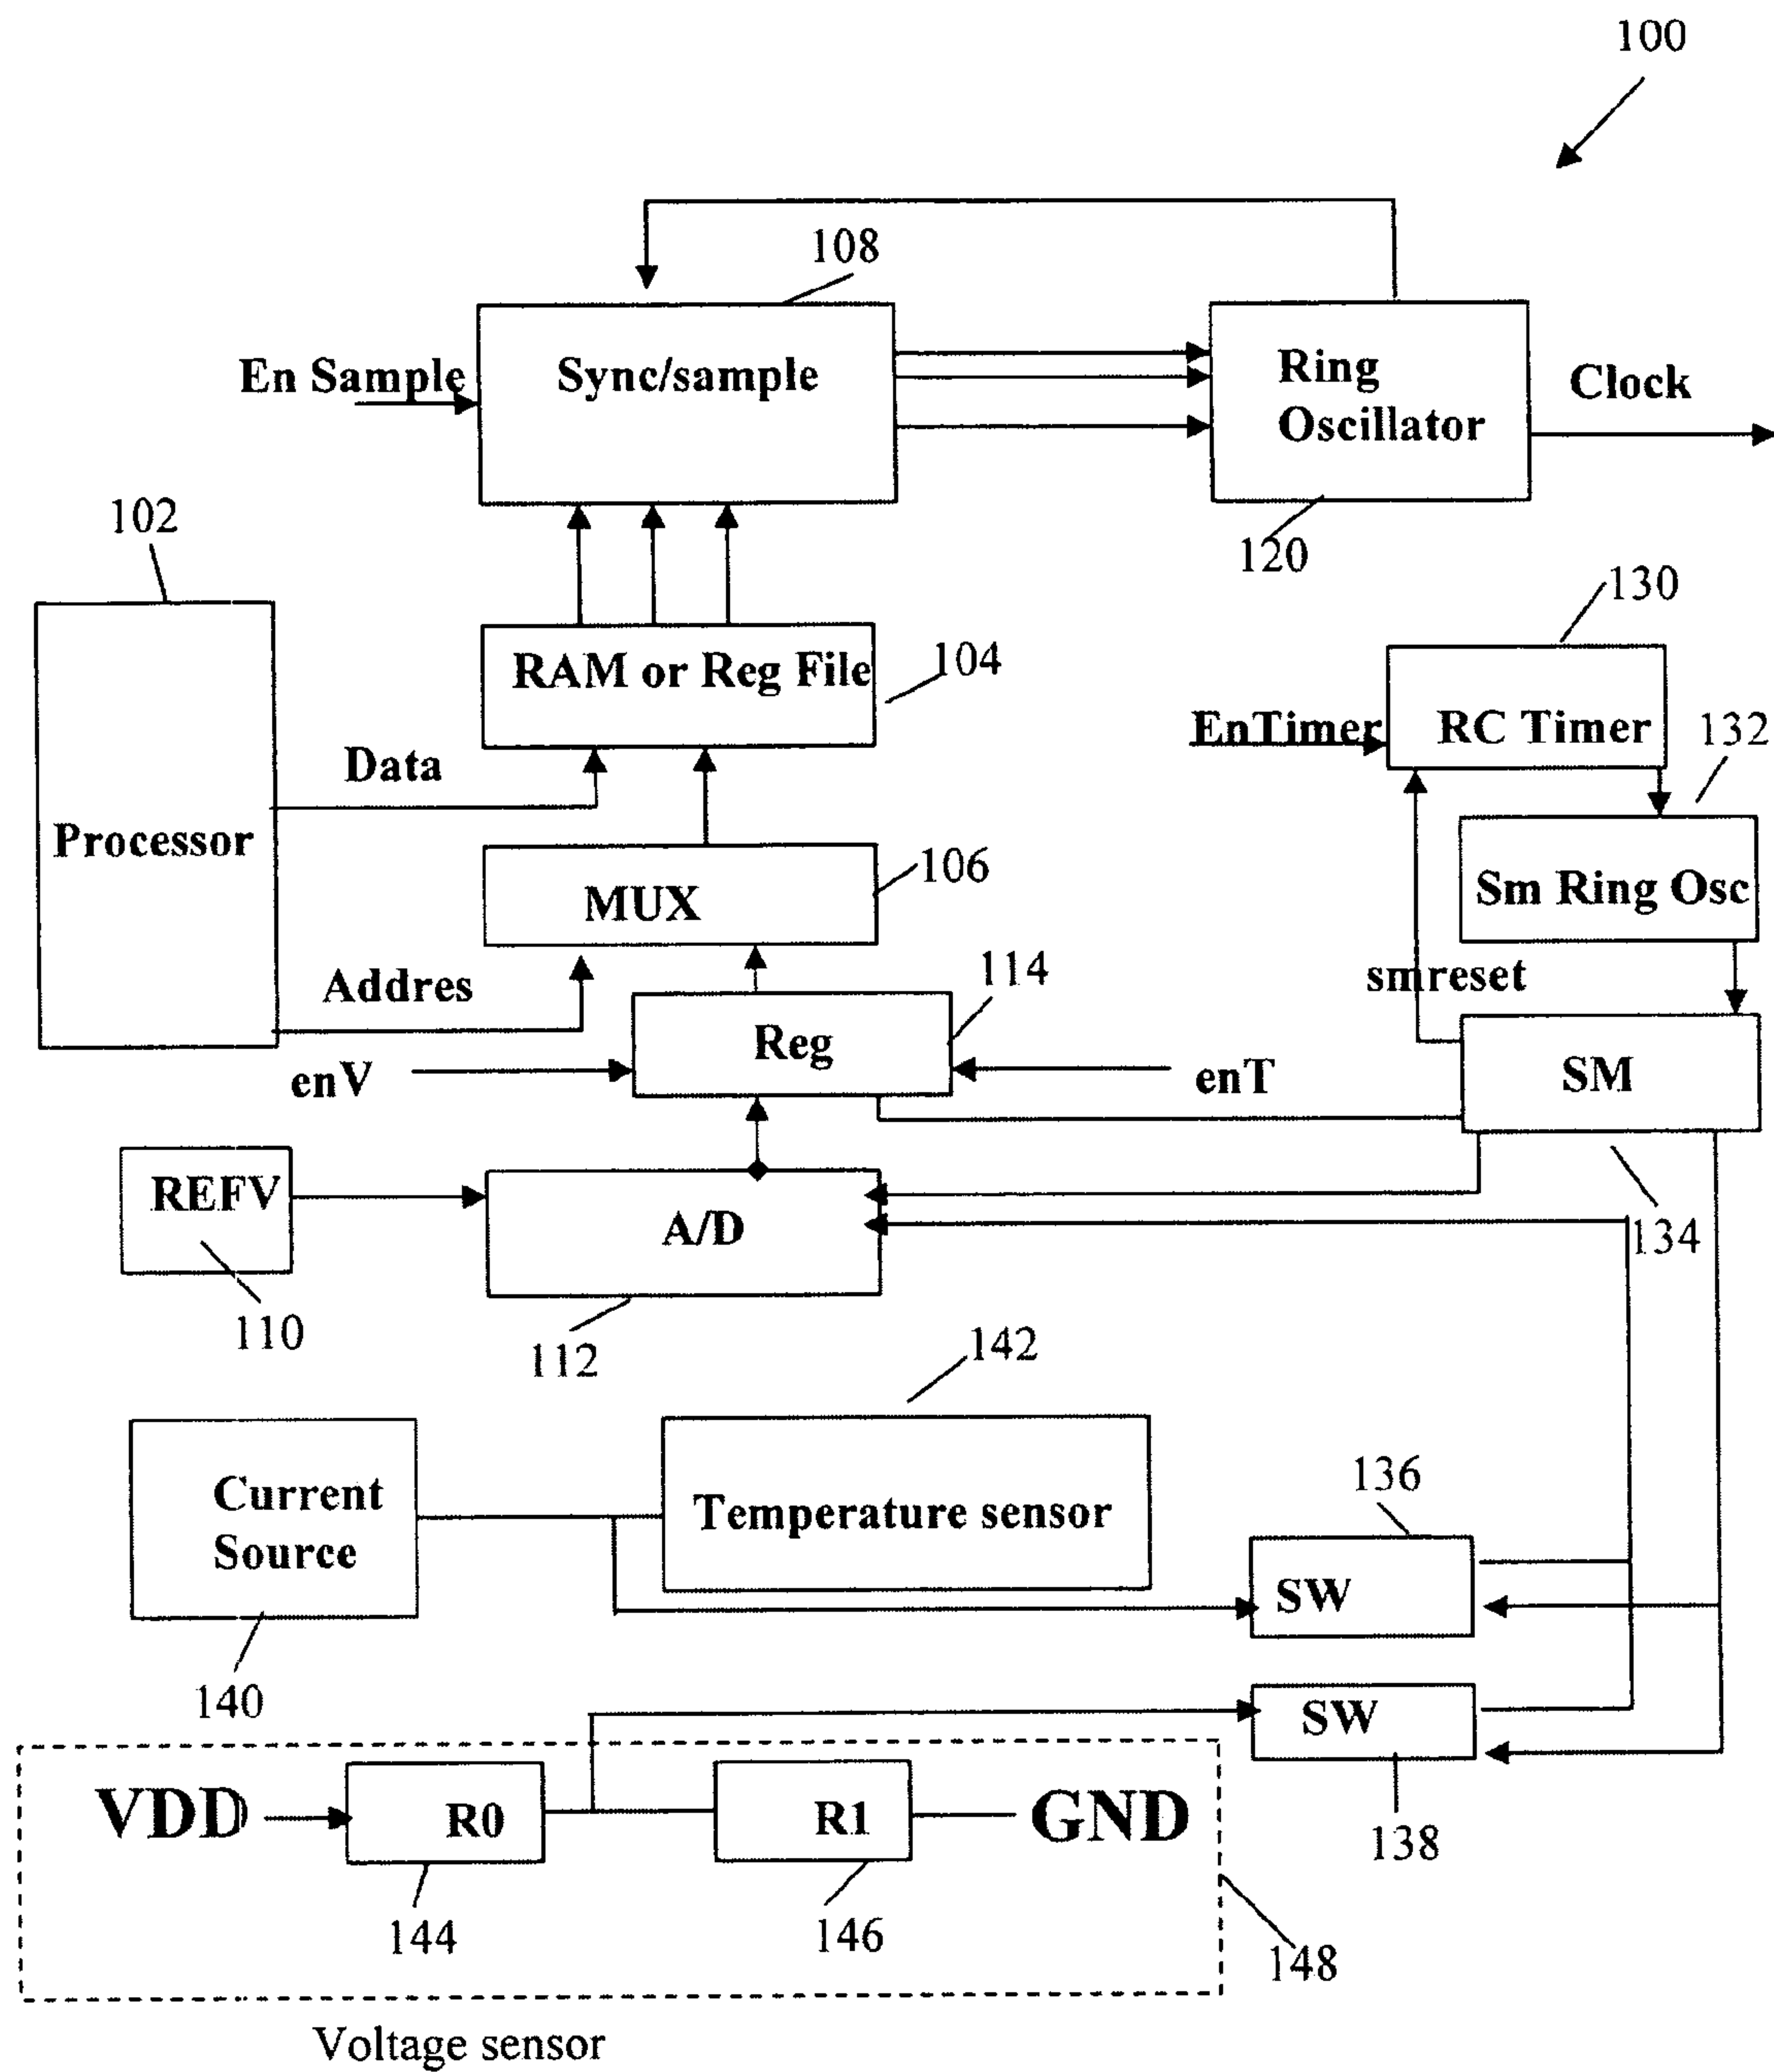 100
108
En Sample
Sync/sample
Ring
Oscillator
Clock
102
120
130
RAM or Reg File
104
EnTimer
RC Timer
132
Data
Processor
MUX
106
Sm Ring Osc
Addres
114
smreset
Reg
enV
enT
SM
REFV
A/D
134
110
112
142
Current
Source
Temperature sensor
136
SW
140
SW
VDD
R0
R1
GND
138
144
146
148
Voltage sensor